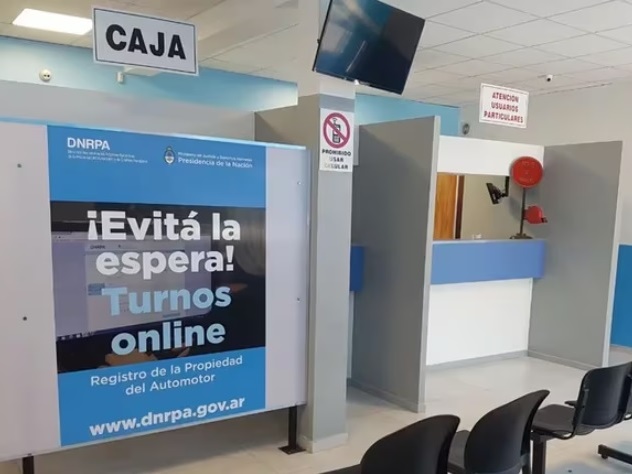 CAJA
ATENCION
USUARIOS
PARTICULARES
PROHIBIDO
USAR
CELULAR
DNRPA
Presidencia de la Nación
¡Evitá la
espera!
Turnos
online
Registro de la Propiedad
del Automotor
www.dnrpa.gov.ar